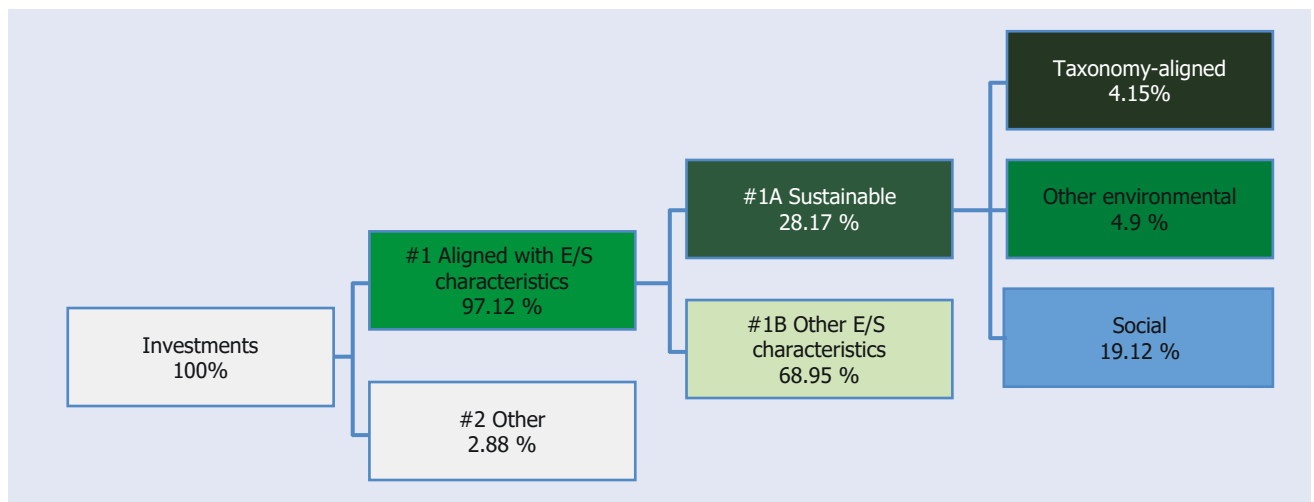 Investments
100%
#1 Aligned with E/S
characteristics
97.12 %
#2 Other
2.88 %
#1A Sustainable
28.17 %
#1B Other E/S
characteristics
68.95 %
Taxonomy-aligned
4.15%
Other environmental
4.9 %
Social
19.12 %